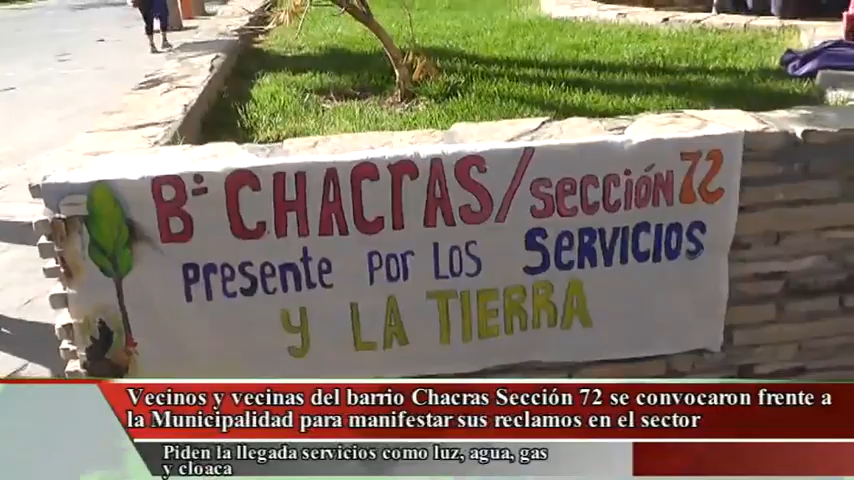 Bº CHACRAS/SECCIÓN 72
PRESENTE POR LOS SERVICIOS
Y LA TIERRA
Vecinos y vecinas del barrio Chacras Sección 72 se convocaron frente a
la Municipalidad para manifestar sus reclamos en el sector
Piden la llegada servicios como luz, agua, gas
y cloaca